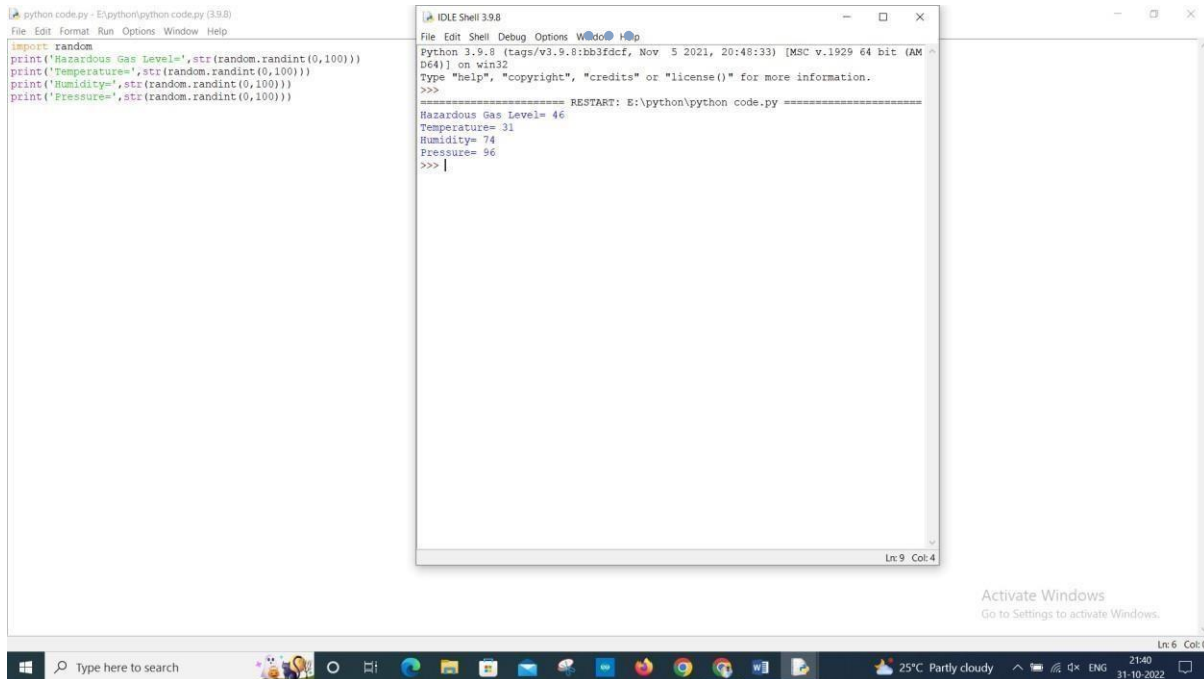 python code.py - E:\python\python code.py (3.9.8)
File Edit Format Run Options Window Help
import random
print('Hazardous Gas Level=',str(random.randint(0,100)))
print('Temperature=',str(random.randint(0,100)))
print('Humidity=',str(random.randint(0,100)))
print('Pressure=',str(random.randint(0,100)))
IDLE Shell 3.9.8
File Edit Shell Debug Options Window Help
Python 3.9.8 (tags/v3.9.8:bb3fdcf, Nov 5 2021, 20:48:33) [MSC v.1929 64 bit (AM
D64)] on win32
Type "help", "copyright", "credits" or "license()" for more information.
>>>
====================== RESTART: E:\python\python code.py ======================
Hazardous Gas Level= 46
Temperature= 31
Humidity= 74
Pressure= 96
>>>
Ln: 9 Col: 4
Activate Windows
Go to Settings to activate Windows.
Ln: 6 Col:
Type here to search
25°C Partly cloudy ENG
21:40
31-10-2022